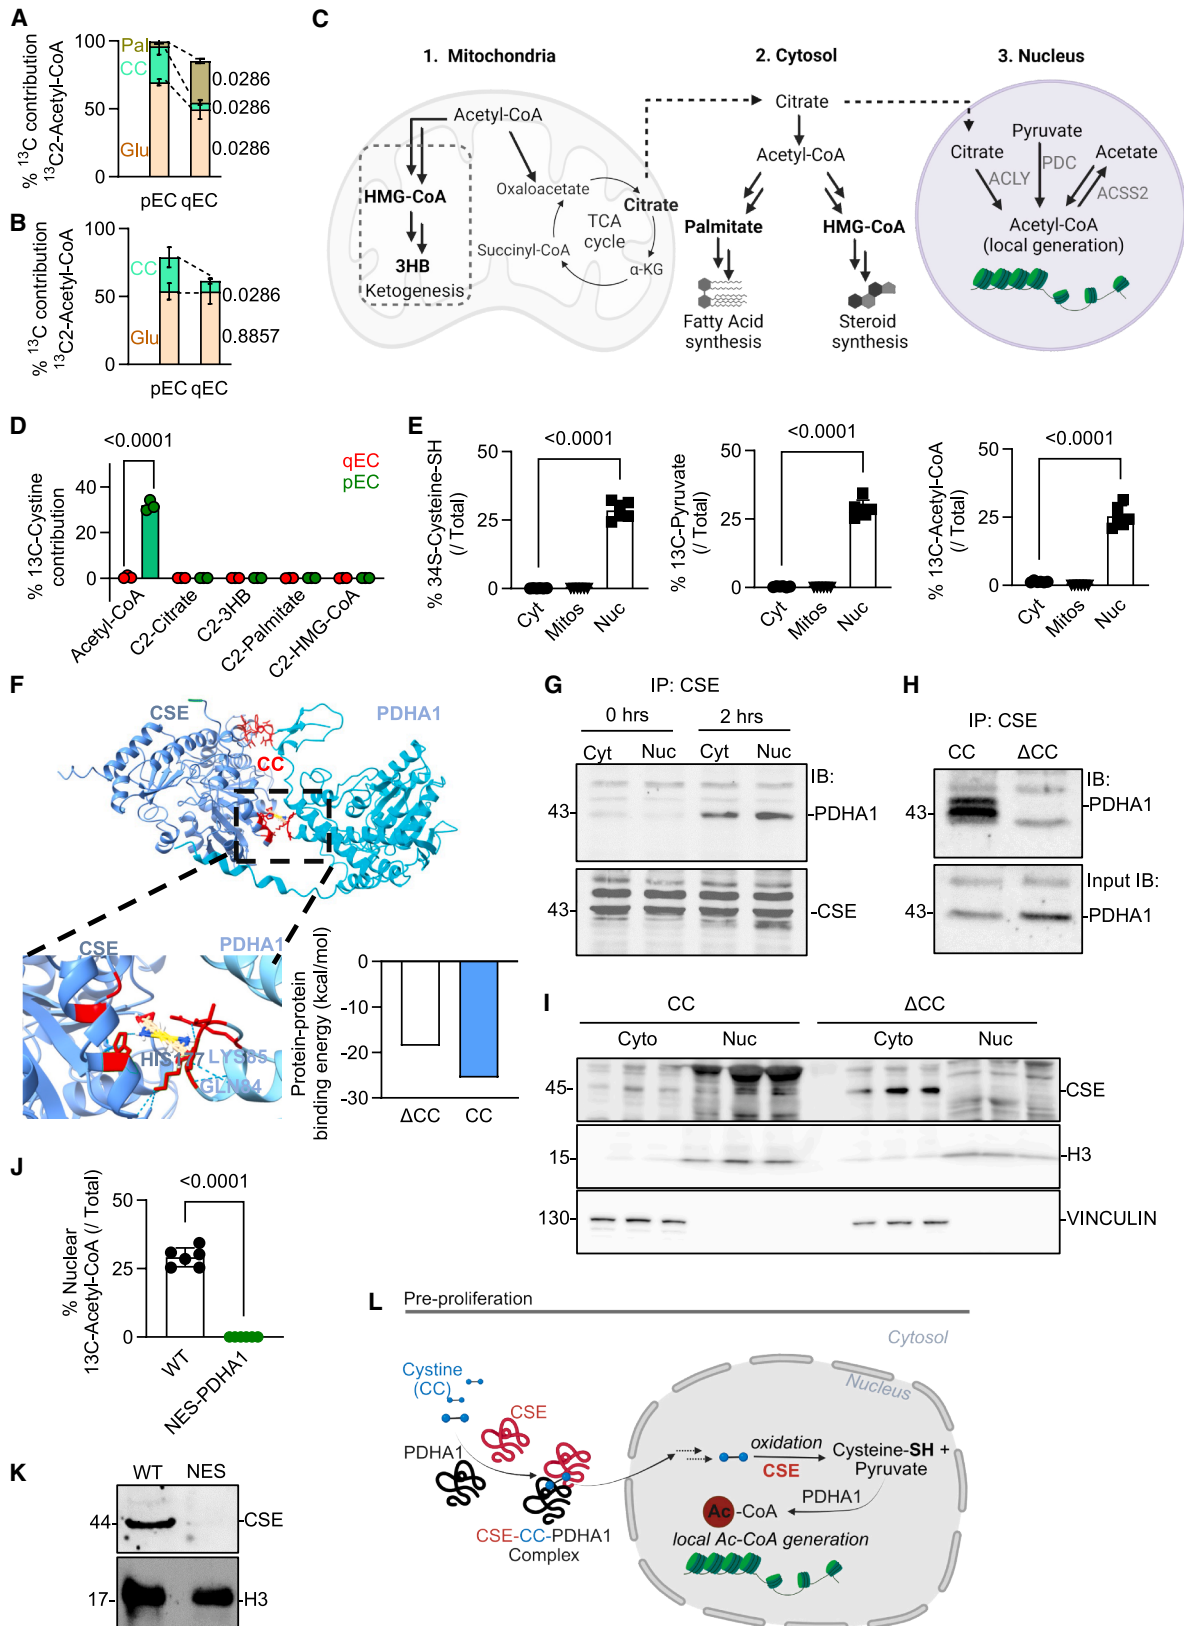 A
% 13C contribution
13C2-Acetyl-CoA
100
50
0
Pal
CC
Glu
0.0286
0.0286
0.0286
pEC qEC
B
% 13C contribution
13C2-Acetyl-CoA
100
50
0
CC
Glu
0.0286
0.8857
pEC qEC
C
1. Mitochondria
2. Cytosol
3. Nucleus
Acetyl-CoA
HMG-CoA
3HB
Ketogenesis
Oxaloacetate
Citrate
TCA
cycle
Succinyl-CoA
α-KG
Citrate
Acetyl-CoA
Palmitate
HMG-CoA
Fatty Acid
synthesis
Steroid
synthesis
Pyruvate
Citrate
PDC
Acetate
ACLY
ACSS2
Acetyl-CoA
(local generation)
D
<0.0001
qEC
pEC
% 13C-Cystine
contribution
40
20
0
Acetyl-CoA
C2-Citrate
C2-3HB
C2-Palmitate
C2-HMG-CoA
E
<0.0001
% 34S-Cysteine-SH
(/ Total)
50
25
0
Cyt
Mitos
Nuc
<0.0001
% 13C-Pyruvate
(/ Total)
50
25
0
Cyt
Mitos
Nuc
<0.0001
% 13C-Acetyl-CoA
(/ Total)
50
25
0
Cyt
Mitos
Nuc
F
CSE
PDHA1
CC
CSE
PDHA1
HIS177
LYS85
GLN84
Protein-protein
binding energy (kcal/mol)
0
-10
-20
-30
ΔCC
CC
G
IP: CSE
0 hrs
2 hrs
Cyt Nuc Cyt Nuc
IB:
43-
-PDHA1
43-
-CSE
H
IP: CSE
CC ΔCC
IB:
43-
-PDHA1
Input IB:
43-
-PDHA1
I
CC
ΔCC
Cyto
Nuc
Cyto
Nuc
45-
-CSE
15-
-H3
130-
-VINCULIN
J
<0.0001
% Nuclear
13C-Acetyl-CoA (/ Total)
50
25
0
WT
NES-PDHA1
K
WT NES
44-
-CSE
17-
-H3
L
Pre-proliferation
Cytosol
Nucleus
Cystine
(CC)
CSE
PDHA1
CSE-CC-PDHA1
Complex
oxidation
CSE
Cysteine-SH +
Pyruvate
PDHA1
Ac-CoA
local Ac-CoA generation